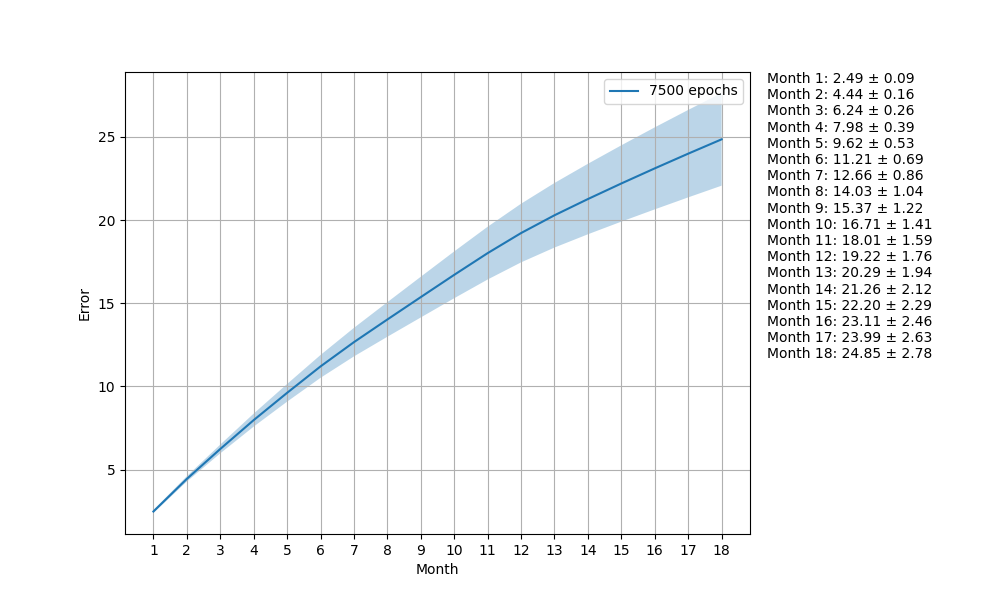 7500 epochs
25
20
15
10
5
Error
1 2 3 4 5 6 7 8 9 10 11 12 13 14 15 16 17 18
Month
Month 1: 2.49 ± 0.09
Month 2: 4.44 ± 0.16
Month 3: 6.24 ± 0.26
Month 4: 7.98 ± 0.39
Month 5: 9.62 ± 0.53
Month 6: 11.21 ± 0.69
Month 7: 12.66 ± 0.86
Month 8: 14.03 ± 1.04
Month 9: 15.37 ± 1.22
Month 10: 16.71 ± 1.41
Month 11: 18.01 ± 1.59
Month 12: 19.22 ± 1.76
Month 13: 20.29 ± 1.94
Month 14: 21.26 ± 2.12
Month 15: 22.20 ± 2.29
Month 16: 23.11 ± 2.46
Month 17: 23.99 ± 2.63
Month 18: 24.85 ± 2.78